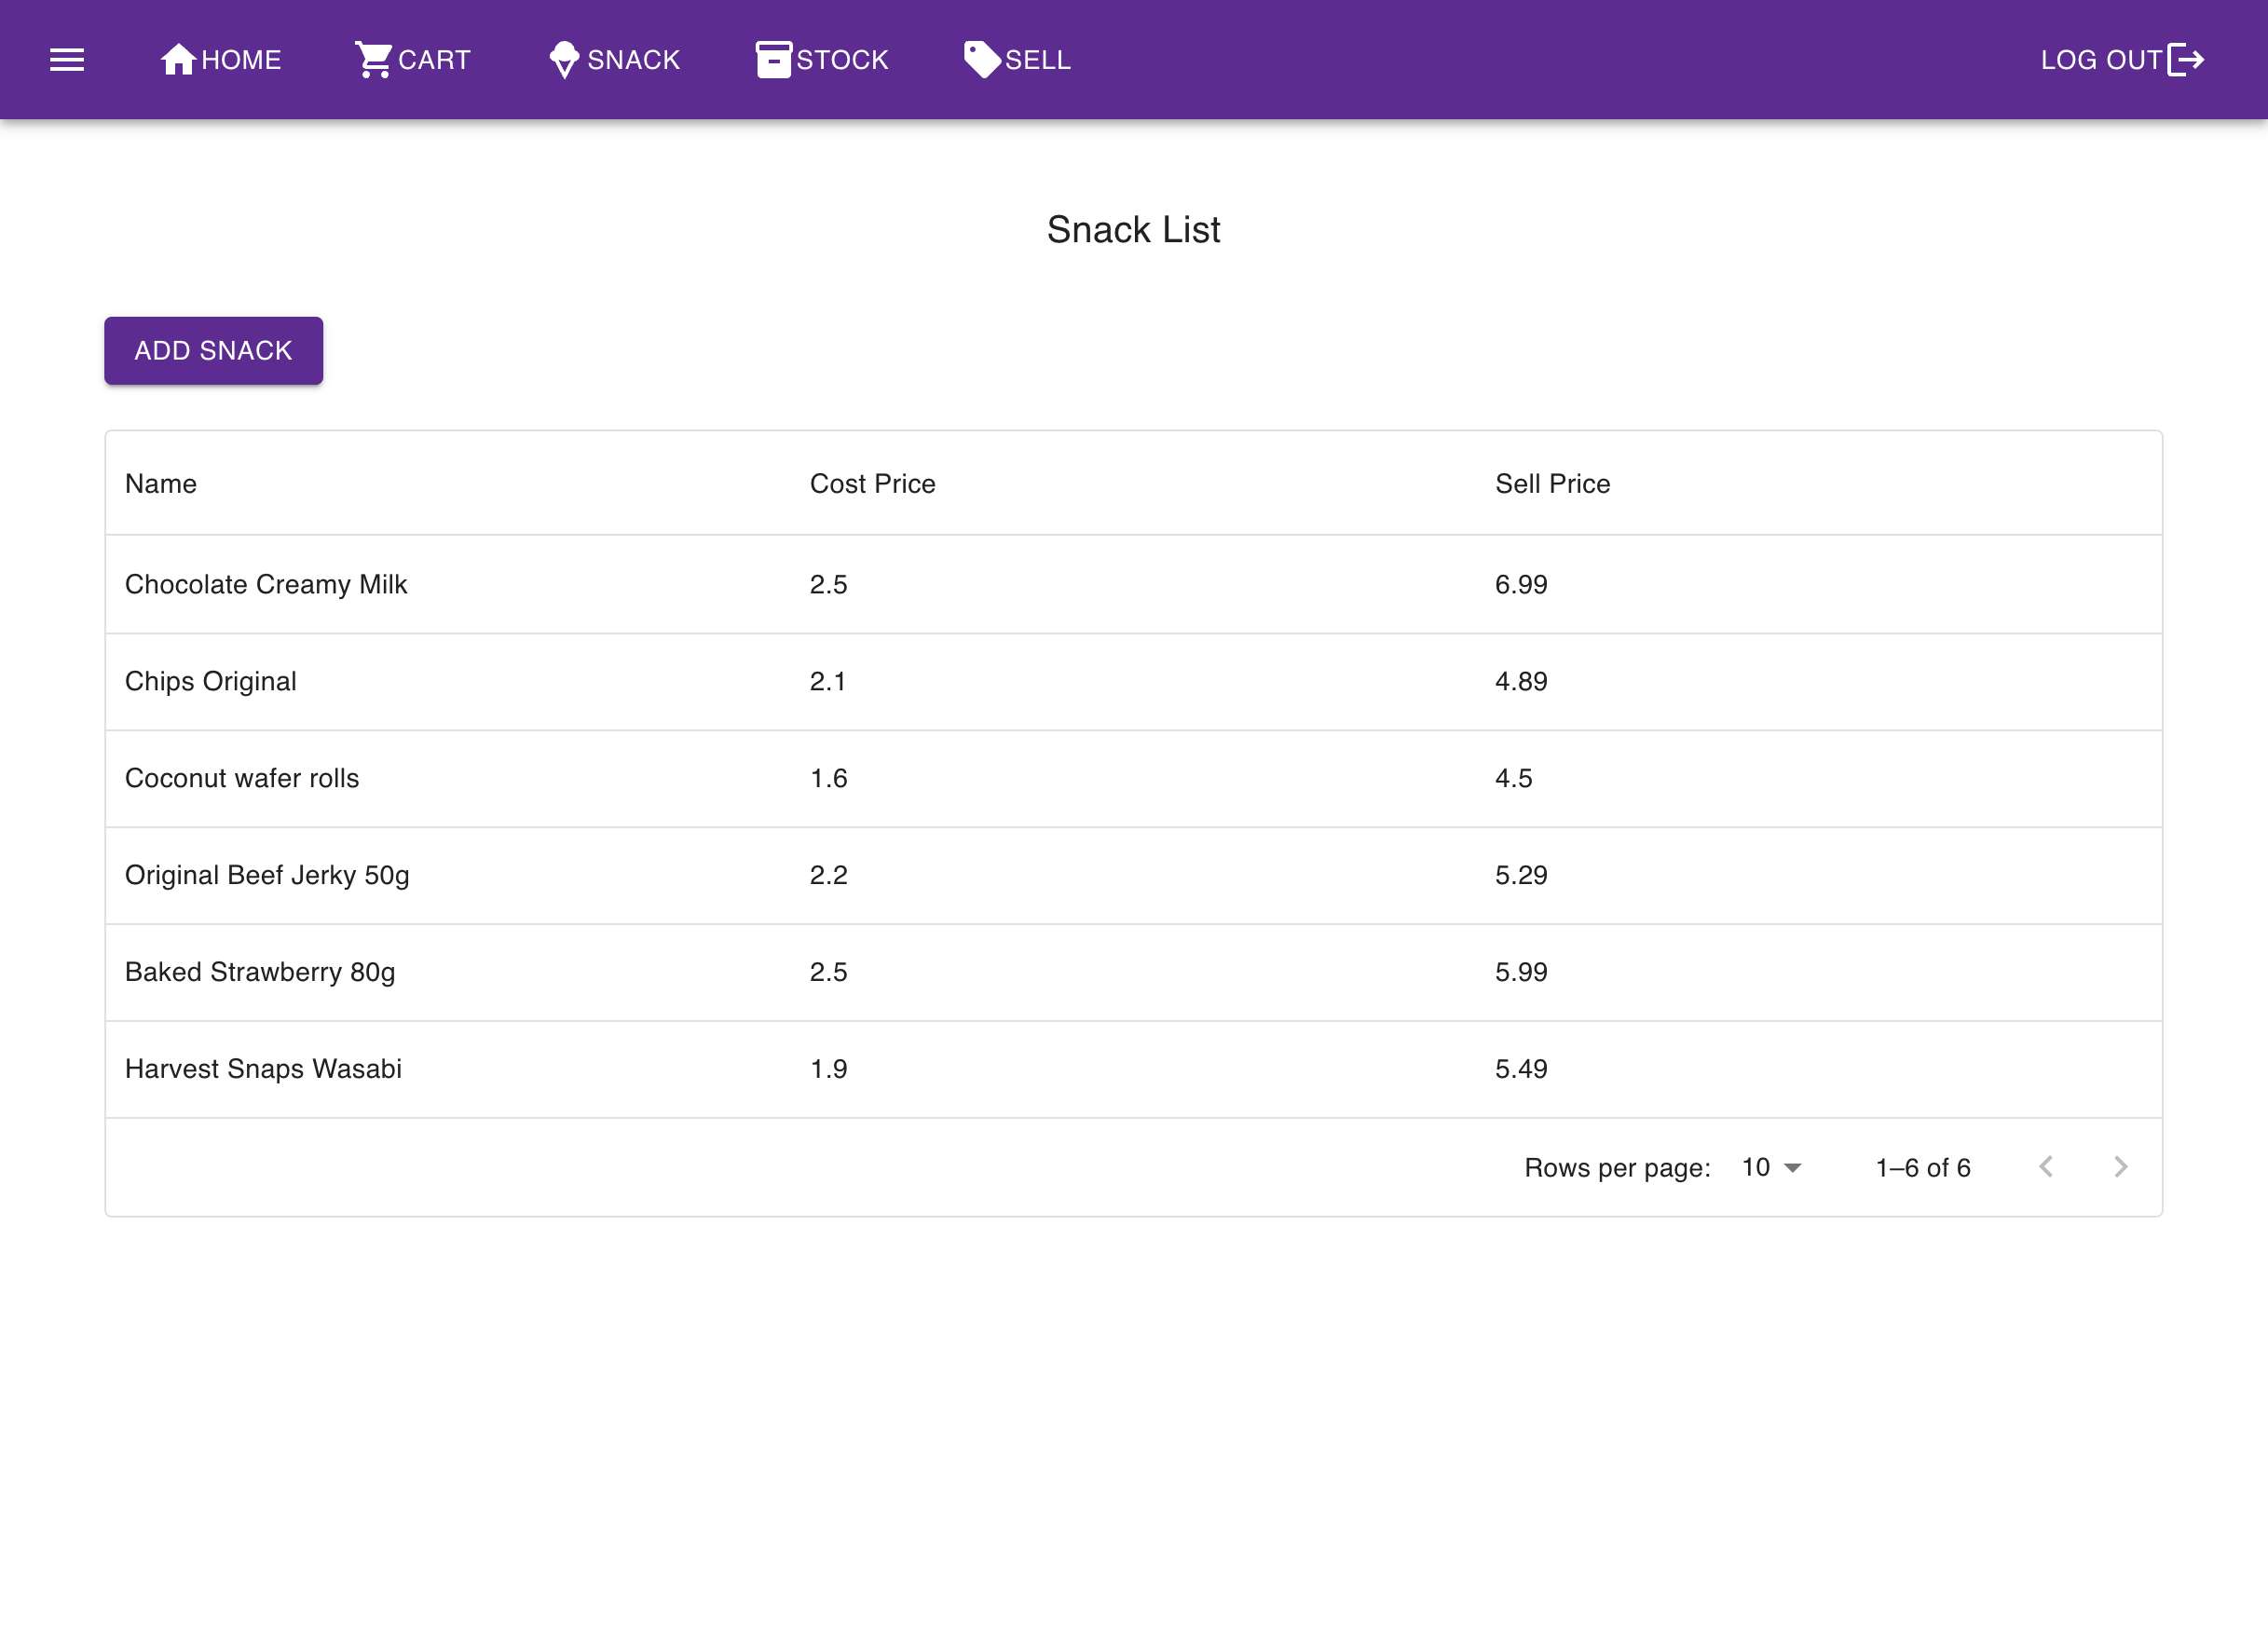 HOME CART SNACK STOCK SELL LOG OUT
Snack List
ADD SNACK
Name Cost Price Sell Price
Chocolate Creamy Milk 2.5 6.99
Chips Original 2.1 4.89
Coconut wafer rolls 1.6 4.5
Original Beef Jerky 50g 2.2 5.29
Baked Strawberry 80g 2.5 5.99
Harvest Snaps Wasabi 1.9 5.49
Rows per page: 10 1–6 of 6